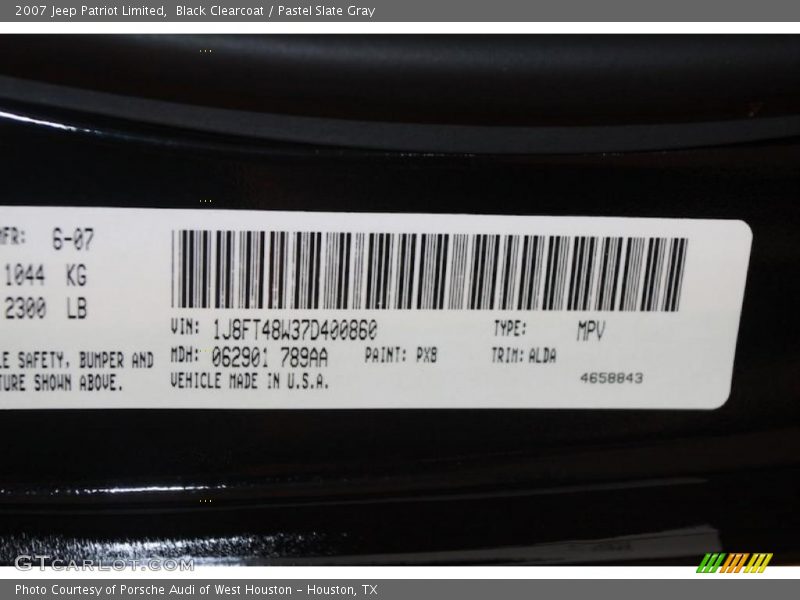 2007 Jeep Patriot Limited, Black Clearcoat / Pastel Slate Gray
MFR: 6-07
1044 KG
2300 LB
VIN: 1J8FT48W37D400860 TYPE: MPV
LE SAFETY, BUMPER AND MDH: 062901 789AA PAINT: PX8 TRIM: ALDA
TURE SHOWN ABOVE. VEHICLE MADE IN U.S.A. 4658843
GTCARLOT.COM
Photo Courtesy of Porsche Audi of West Houston - Houston, TX